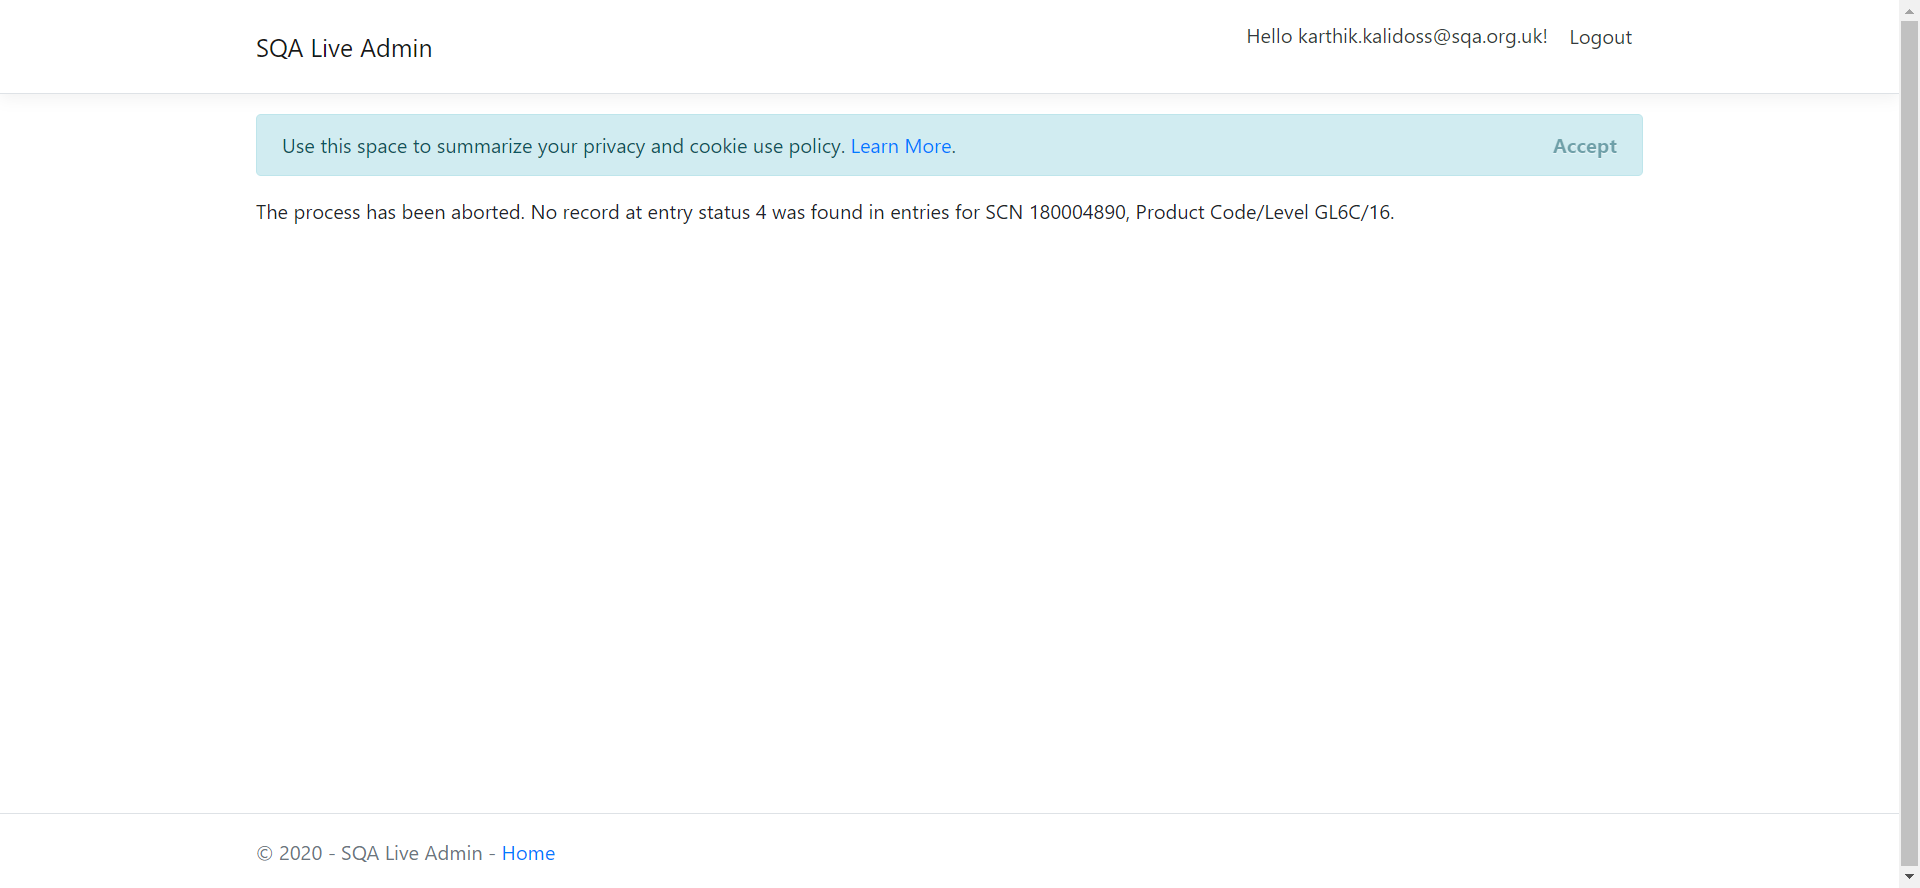 SQA Live Admin
Hello karthik.kalidoss@sqa.org.uk!
Logout
Use this space to summarize your privacy and cookie use policy. Learn More.
Accept
The process has been aborted. No record at entry status 4 was found in entries for SCN 180004890, Product Code/Level GL6C/16.
© 2020 - SQA Live Admin - Home